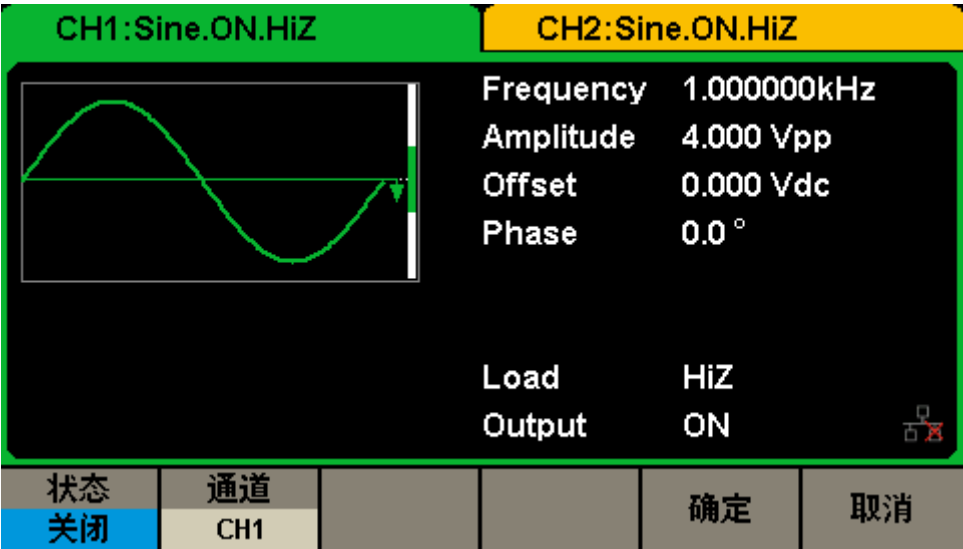 CH1:Sine.ON.HiZ
CH2:Sine.ON.HiZ
Frequency 1.000000kHz
Amplitude 4.000 Vpp
Offset 0.000 Vdc
Phase 0.0 °
Load HiZ
Output ON
状态 通道 确定 取消
关闭 CH1